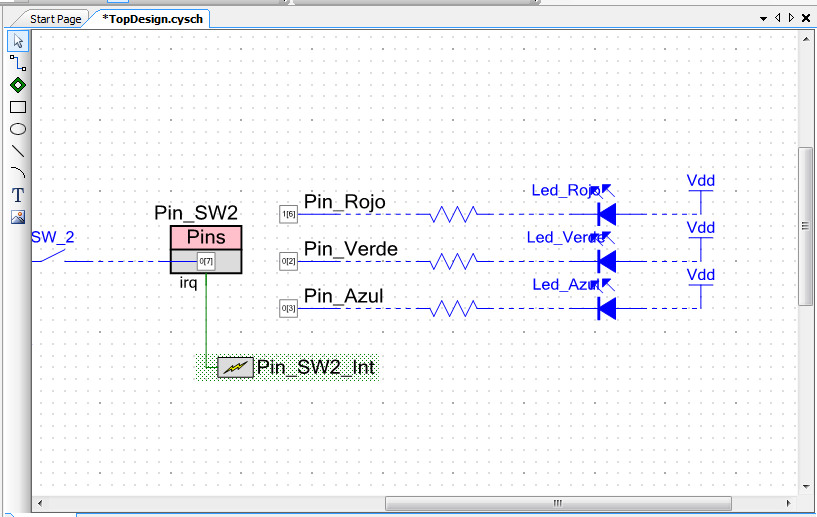 Start Page
*TopDesign.cysch
T
Vdd
Led_Rojo
Pin_Rojo
Pin_SW2
1[6]
Vdd
SW_2
Pins
Pin_Verde
Led_Verde
0[7]
0[2]
Vdd
irq
Pin_Azul
Led_Azul
0[3]
Pin_SW2_Int